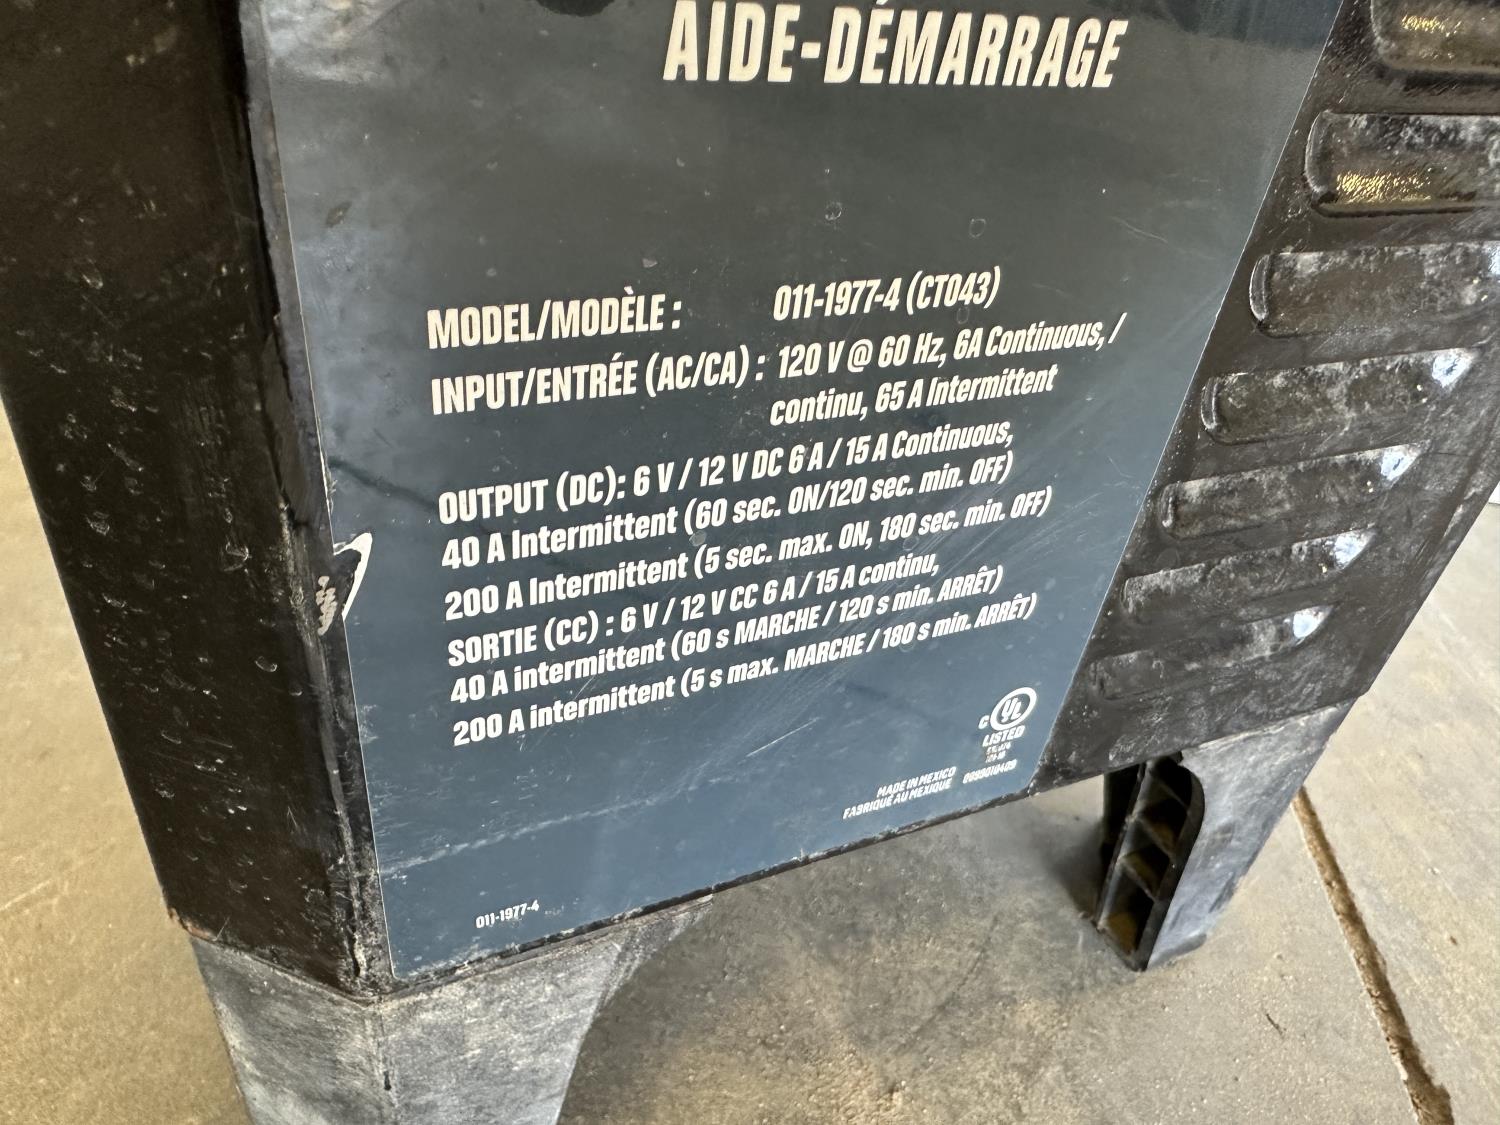 AIDE-DÉMARRAGE
MODEL/MODÈLE : 011-1977-4 (CT043)
INPUT/ENTRÉE (AC/CA) : 120 V @ 60 Hz, 6A Continuous, /
continu, 65 A Intermittent
OUTPUT (DC): 6 V / 12 V DC 6 A / 15 A Continuous,
40 A Intermittent (60 sec. ON/120 sec. min. OFF)
200 A Intermittent (5 sec. max. ON, 180 sec. min. OFF)
SORTIE (CC) : 6 V / 12 V CC 6 A / 15 A continu,
40 A intermittent (60 s MARCHE / 120 s min. ARRÊT)
200 A intermittent (5 s max. MARCHE / 180 s min. ARRÊT)
c UL
LISTED
MADE IN MEXICO
FABRIQUÉ AU MEXIQUE 0099010409
011-1977-4